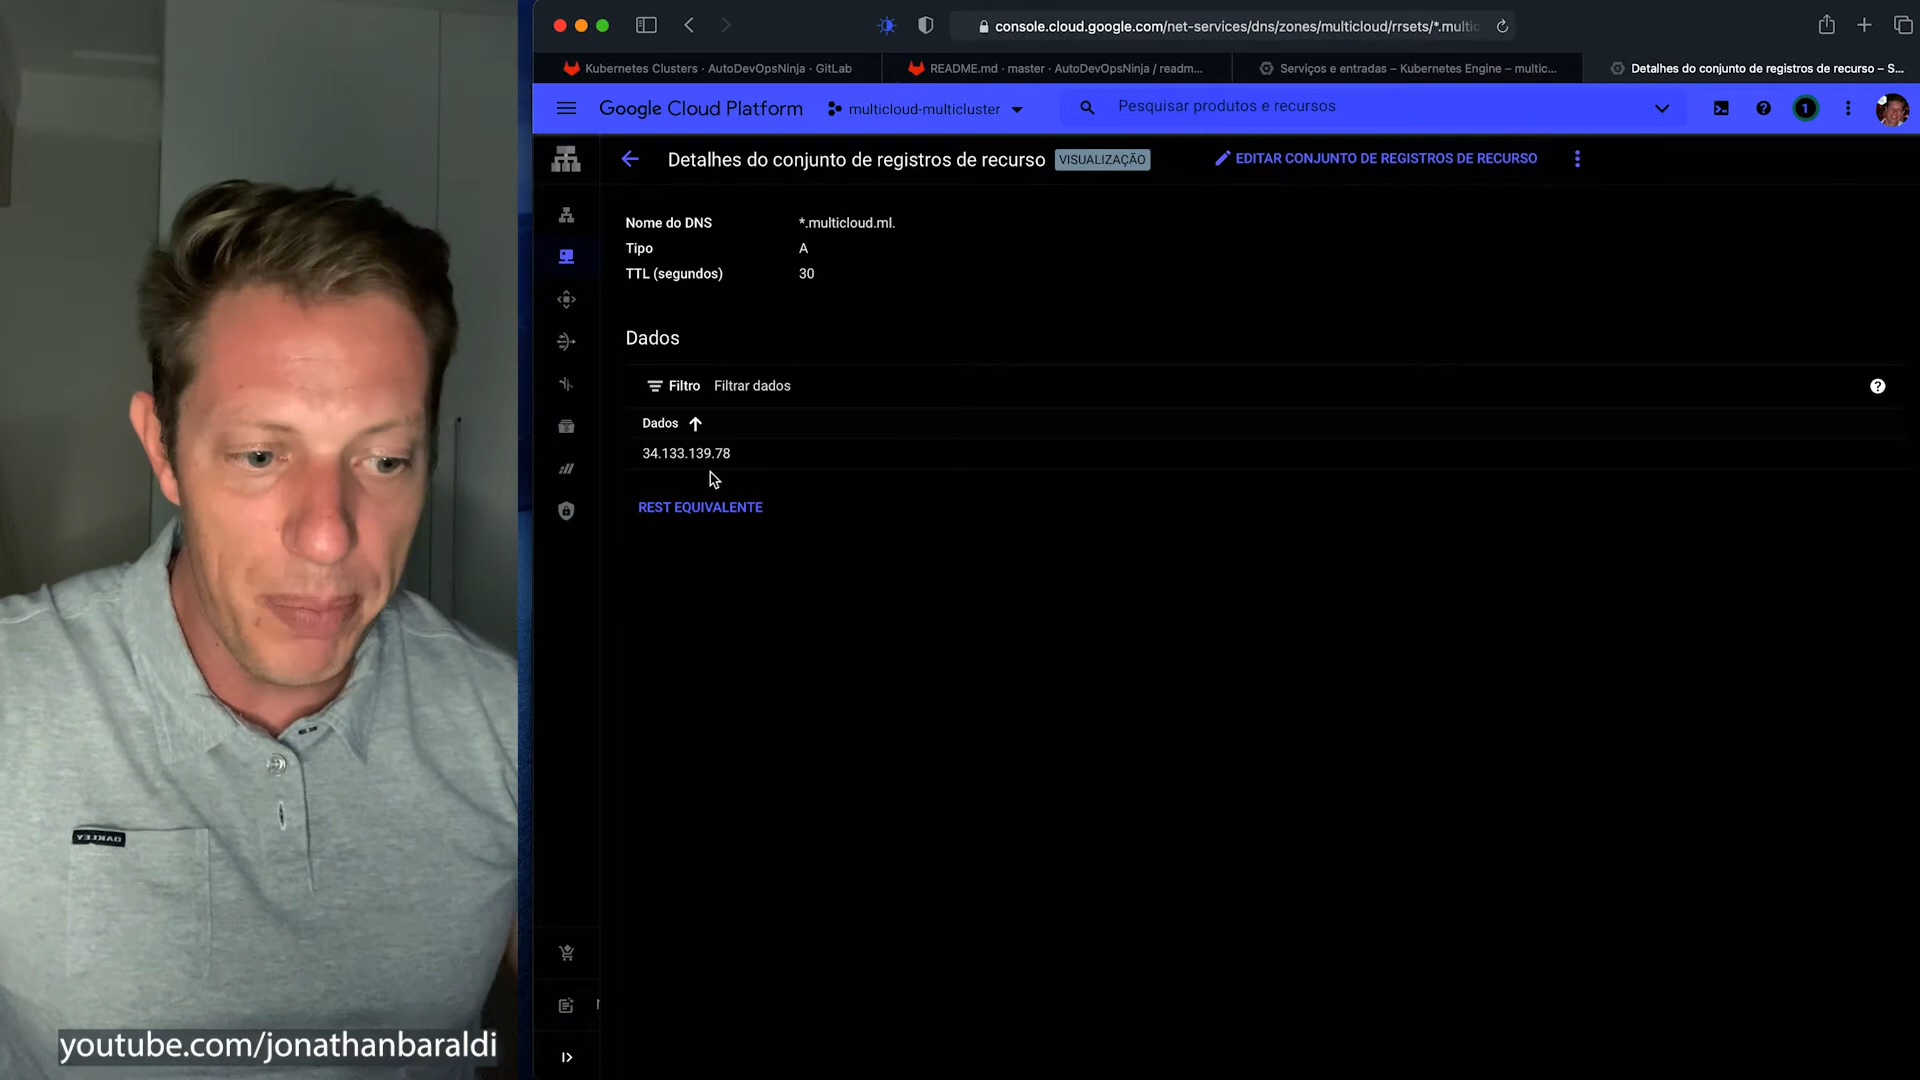 console.cloud.google.com/net-services/dns/zones/multicloud/rrsets/*.multic
Kubernetes Clusters · AutoDevOpsNinja · GitLab
README.md · master · AutoDevOpsNinja / readm...
Serviços e entradas – Kubernetes Engine – multic...
Detalhes do conjunto de registros de recurso – S...
Google Cloud Platform
multicloud-multicluster
Pesquisar produtos e recursos
1
Detalhes do conjunto de registros de recurso
VISUALIZAÇÃO
EDITAR CONJUNTO DE REGISTROS DE RECURSO
Nome do DNS
*.multicloud.ml.
Tipo
A
TTL (segundos)
30
Dados
Filtro
Filtrar dados
Dados
34.133.139.78
REST EQUIVALENTE
OAKLEY
youtube.com/jonathanbaraldi